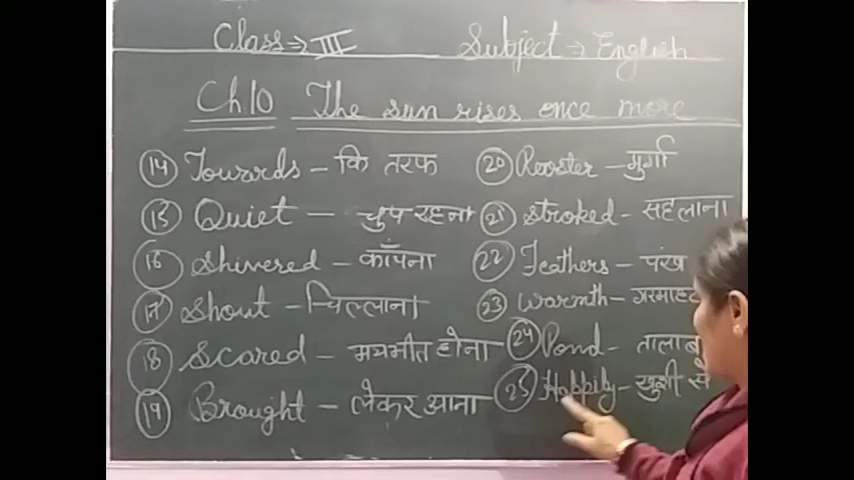 Class → III Subject → English
Ch.10 The sun rises once more
14 Towards – कि तरफ
15 Quiet – चुप रहना
16 Shivered – काँपना
17 Shout – चिल्लाना
18 Scared – भयभीत होना
19 Brought – लेकर आना
20 Rooster – मुर्गा
21 Stroked – सहलाना
22 Feathers – पंख
23 Warmth – गरमाहट
24 Pond – तालाब
25 Happily – खुशी से